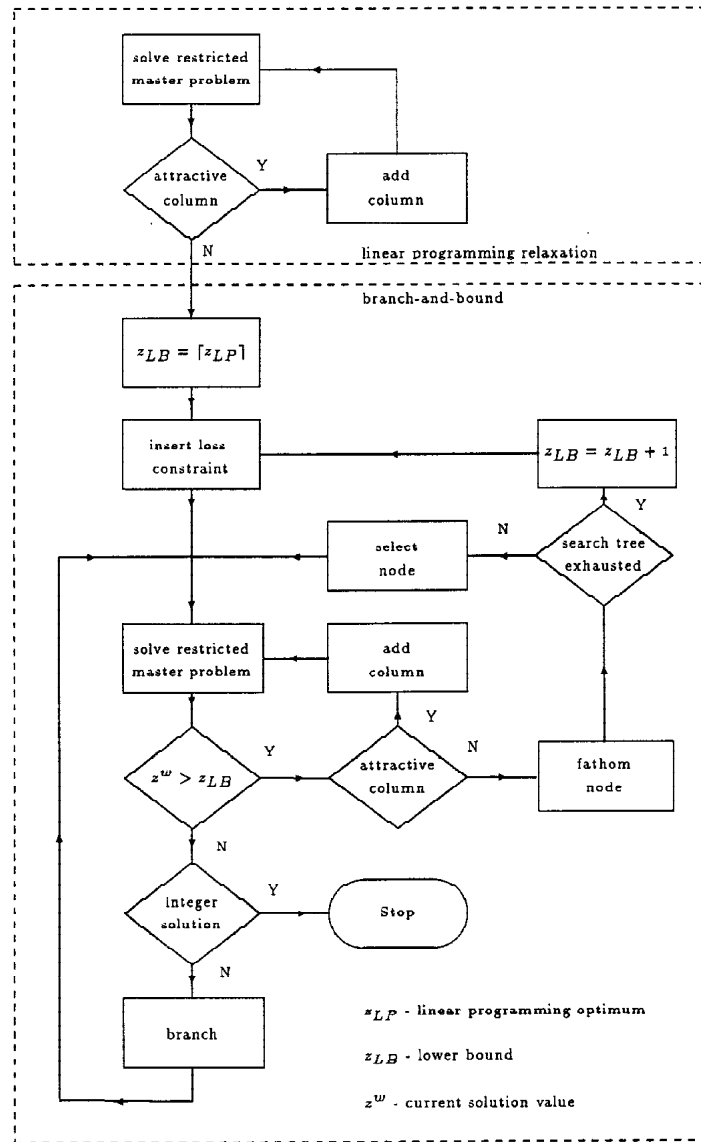 solve restricted
master problem
attractive
column
Y
add
column
N
linear programming relaxation
branch-and-bound
z_LB = ⌈z_LP⌉
insert loss
constraint
z_LB = z_LB + 1
Y
search tree
exhausted
N
select
node
solve restricted
master problem
add
column
Y
z^w > z_LB
Y
attractive
column
N
fathom
node
N
integer
solution
Y
Stop
N
branch
z_LP - linear programming optimum
z_LB - lower bound
z^w - current solution value